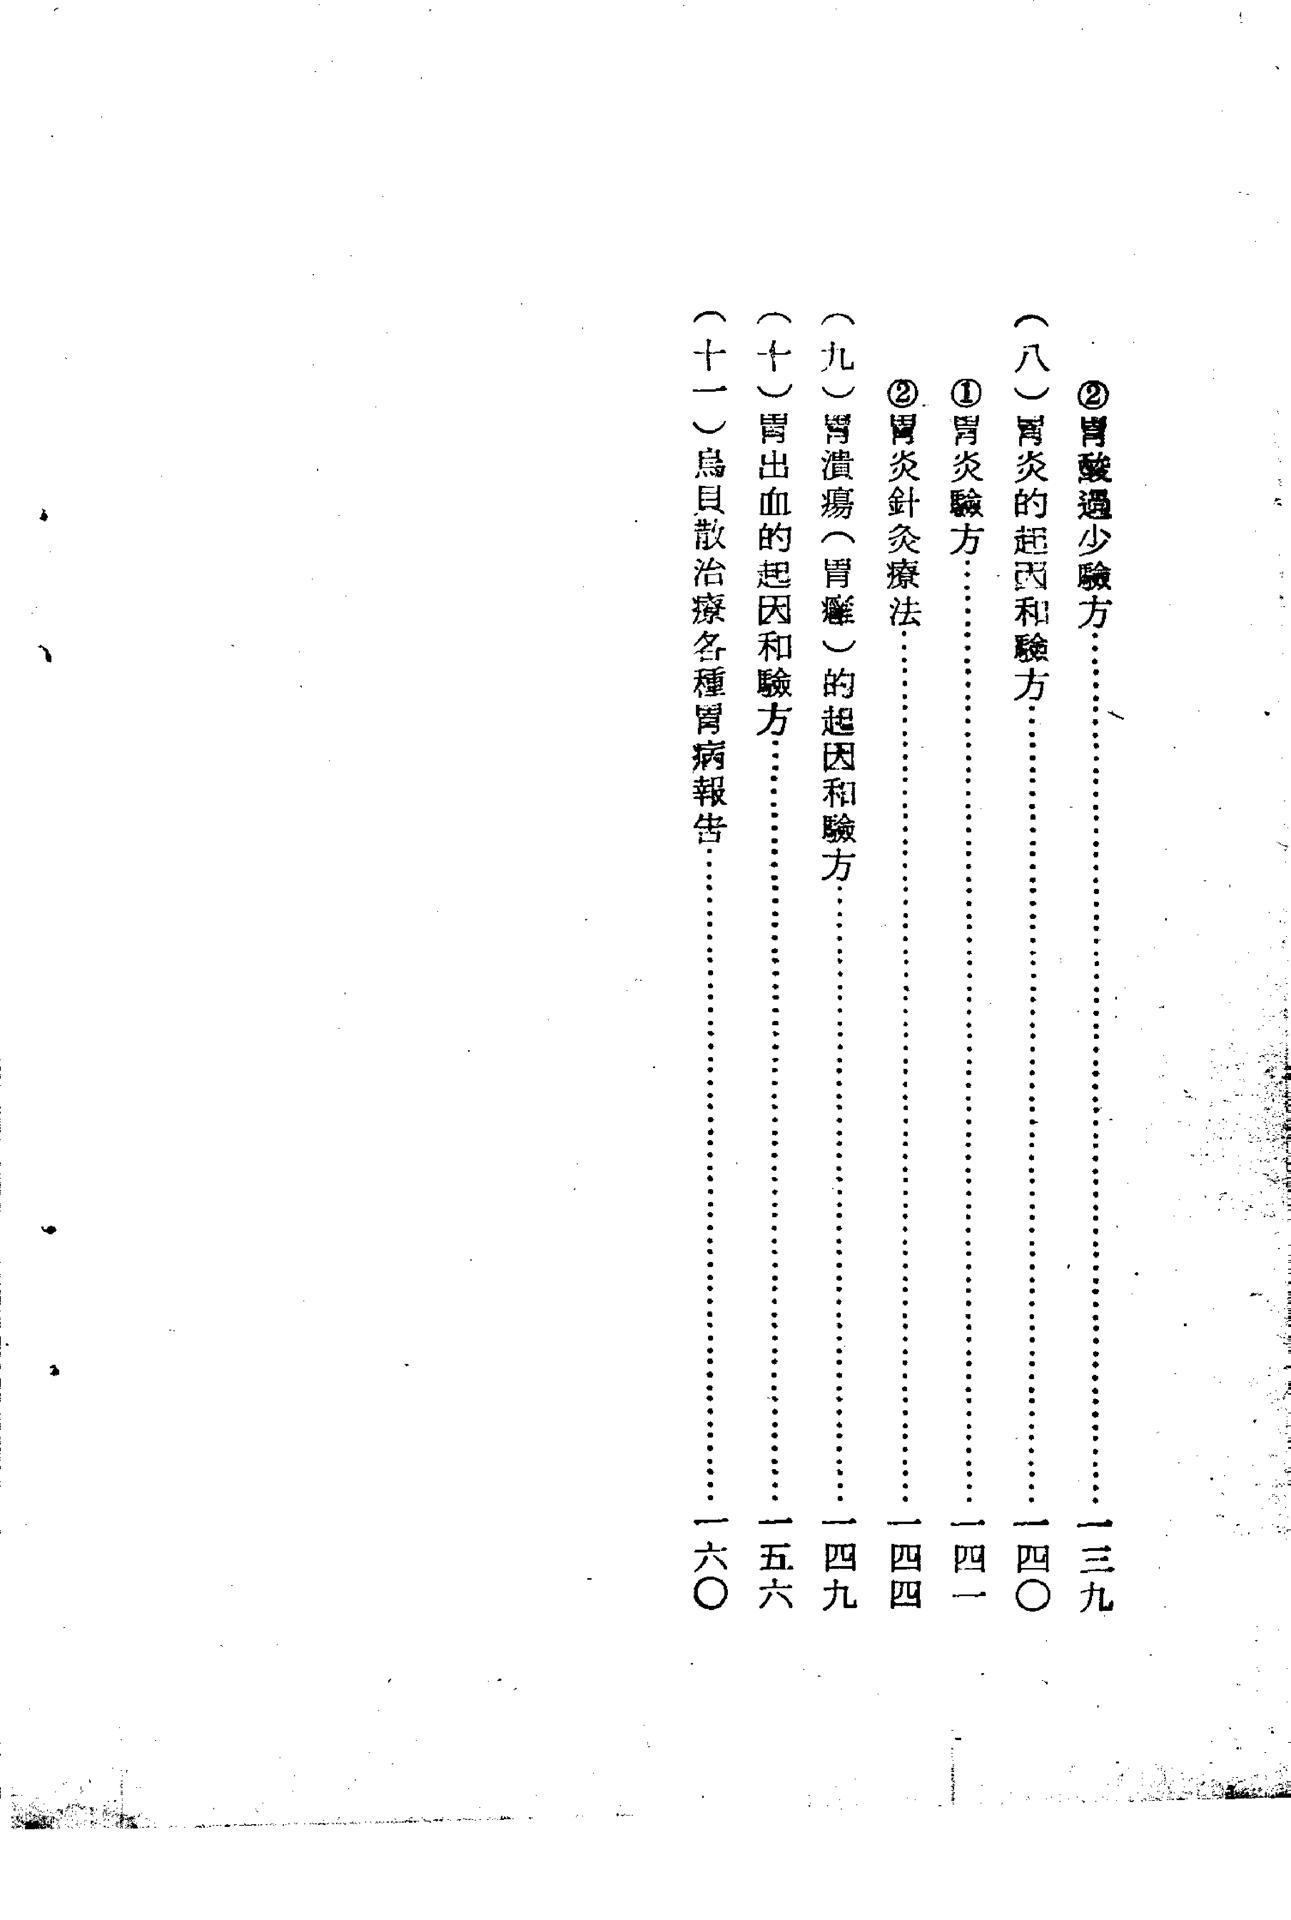 ②胃酸過少驗方……一三九
(八)胃炎的起因和驗方……一四〇
①胃炎驗方……一四一
②胃炎針灸療法……一四四
(九)胃潰瘍(胃癰)的起因和驗方……一四九
(十)胃出血的起因和驗方……一五六
(十一)烏貝散治療各種胃病報告……一六〇